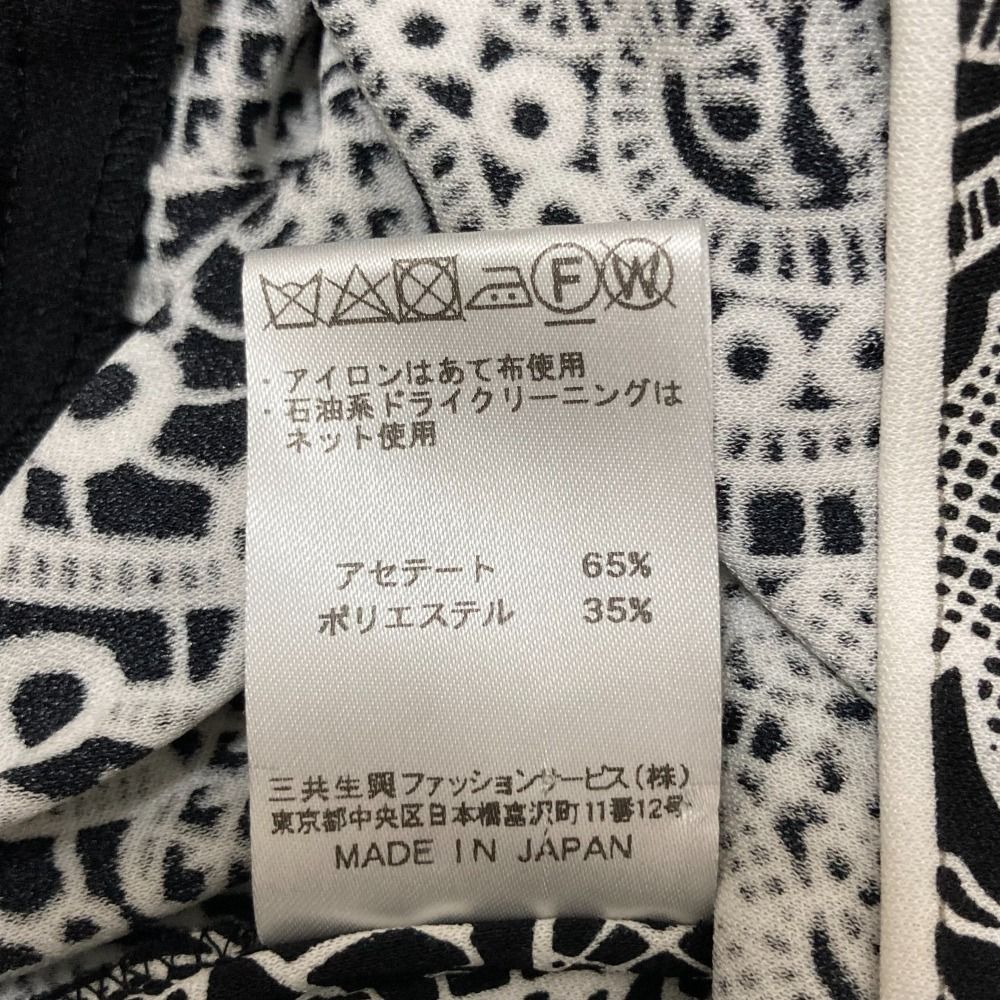 F W
・アイロンはあて布使用
・石油系ドライクリーニングは
ネット使用
アセテート 65%
ポリエステル 35%
三共生興ファッションサービス(株)
東京都中央区日本橋富沢町11番12号
MADE IN JAPAN